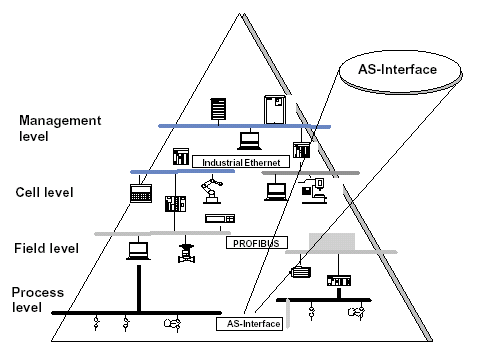 AS-Interface
Management
level
Industrial Ethernet
Cell level
Field level
PROFIBUS
Process
level
AS-Interface